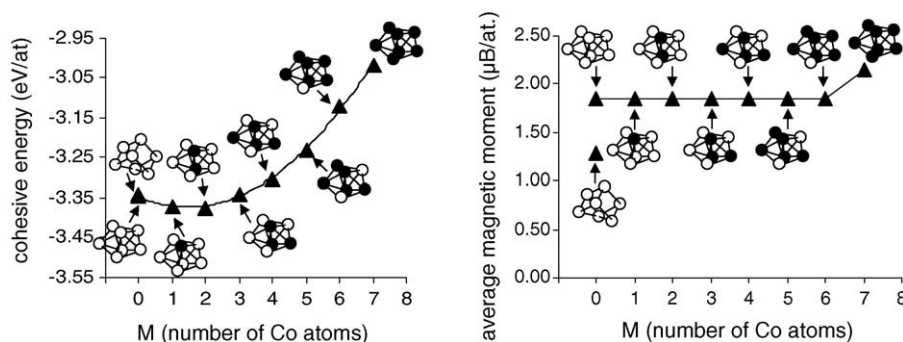 cohesive energy (eV/at)
-2.95
-3.05
-3.15
-3.25
-3.35
-3.45
-3.55
0 1 2 3 4 5 6 7 8
M (number of Co atoms)
average magnetic moment (μB/at.)
2.50
2.00
1.50
1.00
0.50
0.00
0 1 2 3 4 5 6 7 8
M (number of Co atoms)